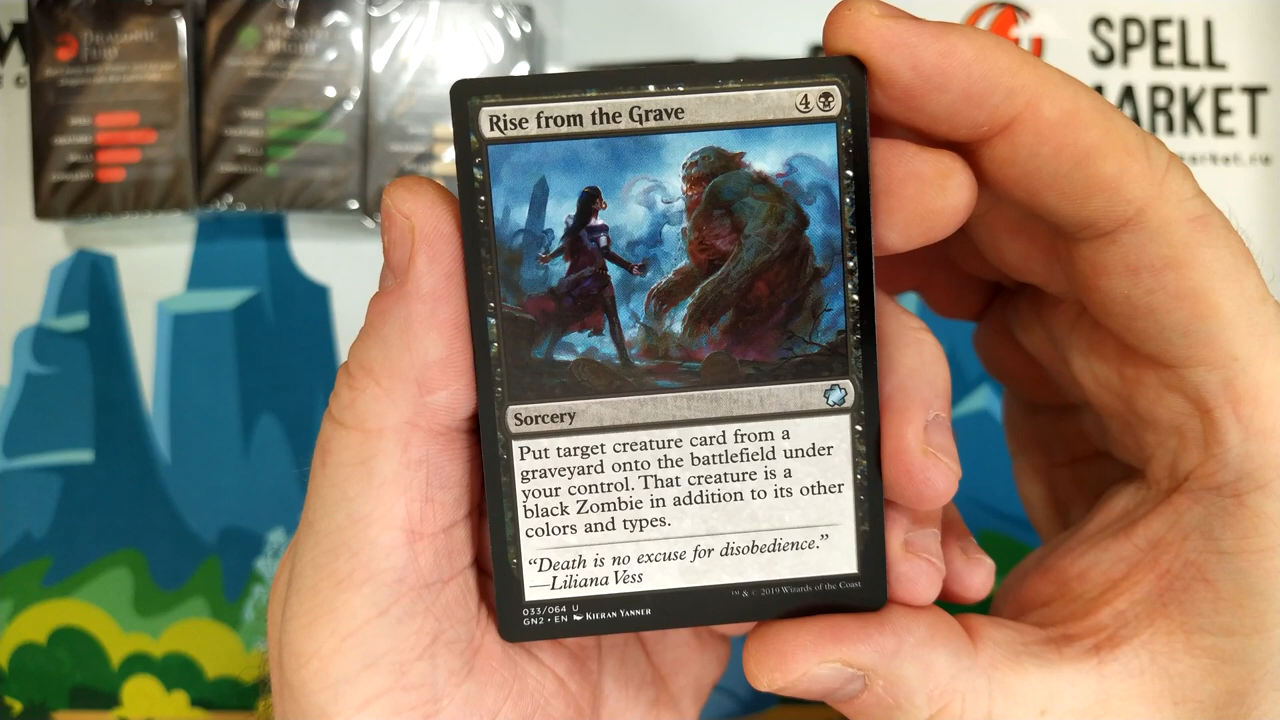 SPELL
MARKET
Rise from the Grave 4
Sorcery
Put target creature card from a
graveyard onto the battlefield under
your control. That creature is a
black Zombie in addition to its other
colors and types.
“Death is no excuse for disobedience.”
—Liliana Vess
™ & © 2019 Wizards of the Coast
033/064 U
GN2 • EN Kieran Yanner